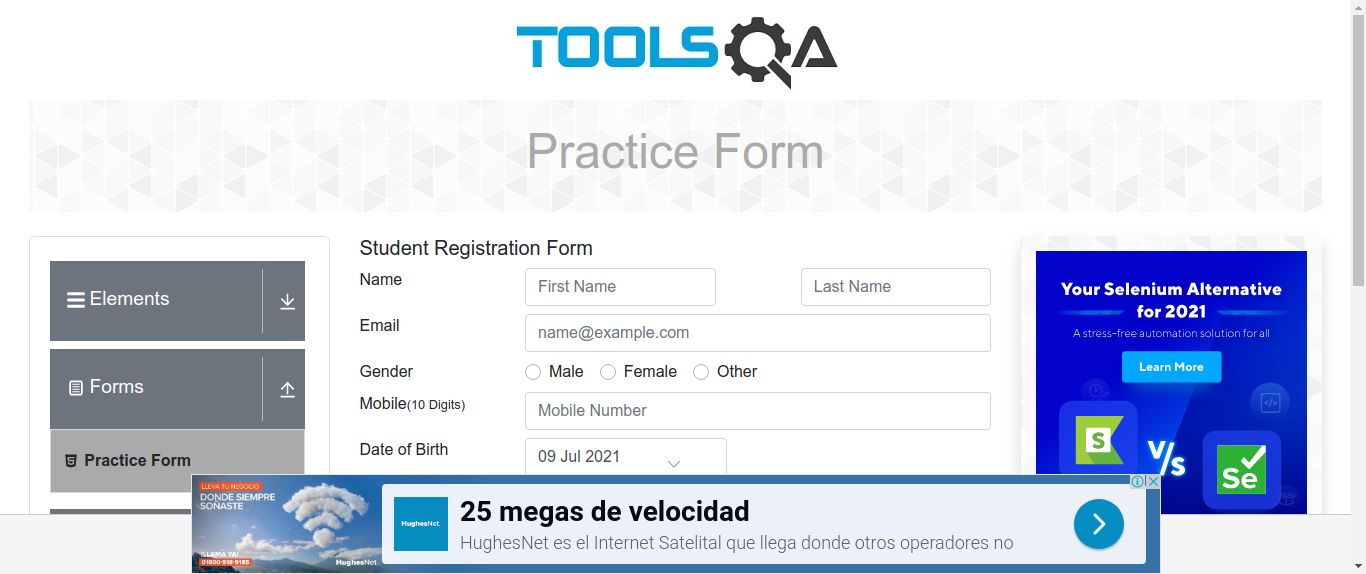 TOOLSQA
Practice Form
Elements
Forms
Practice Form
Student Registration Form
Name
First Name
Last Name
Email
name@example.com
Gender
Male
Female
Other
Mobile(10 Digits)
Mobile Number
Date of Birth
09 Jul 2021
Your Selenium Alternative
for 2021
A stress-free automation solution for all
Learn More
S
V/s
Se
LLEVA TU NEGOCIO
DONDE SIEMPRE
SOÑASTE
¡LLAMA YA!
01800-518-9185
HughesNet.
HughesNet.
25 megas de velocidad
HughesNet es el Internet Satelital que llega donde otros operadores no